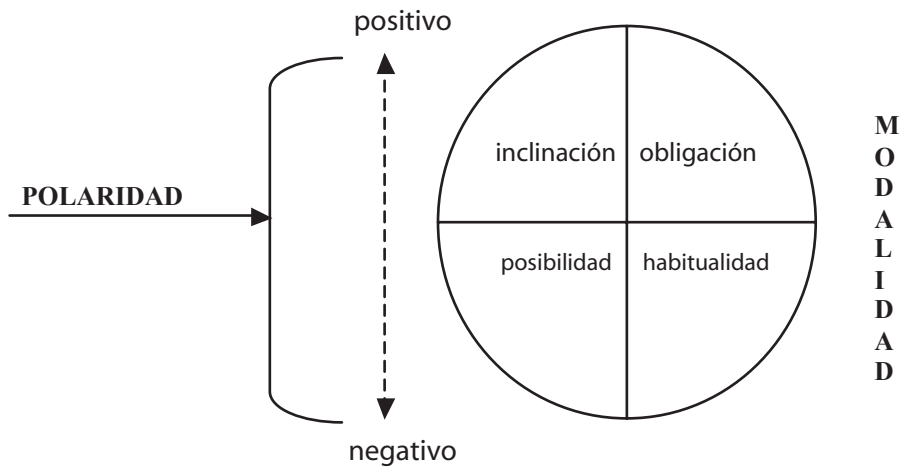 positivo
POLARIDAD
inclinación
obligación
posibilidad
habitualidad
negativo
M
O
D
A
L
I
D
A
D